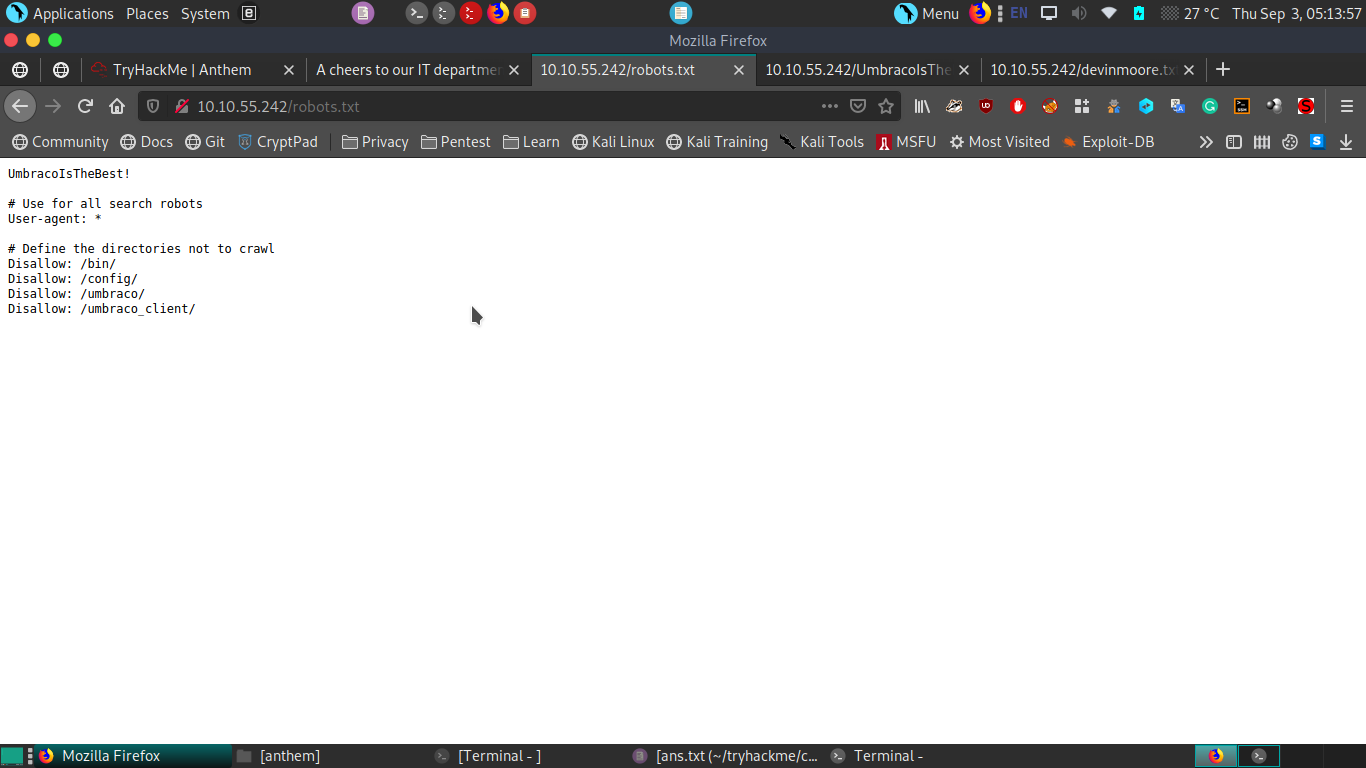 Applications Places System
Menu EN 27 °C Thu Sep 3, 05:13:57
Mozilla Firefox
TryHackMe | Anthem
A cheers to our IT departme
10.10.55.242/robots.txt
10.10.55.242/UmbracoIsThe
10.10.55.242/devinmoore.tx
10.10.55.242/robots.txt
Community Docs Git CryptPad Privacy Pentest Learn Kali Linux Kali Training Kali Tools MSFU Most Visited Exploit-DB
UmbracoIsTheBest!
# Use for all search robots
User-agent: *
# Define the directories not to crawl
Disallow: /bin/
Disallow: /config/
Disallow: /umbraco/
Disallow: /umbraco_client/
Mozilla Firefox [anthem] [Terminal - ] [ans.txt (~/tryhackme/c... Terminal -